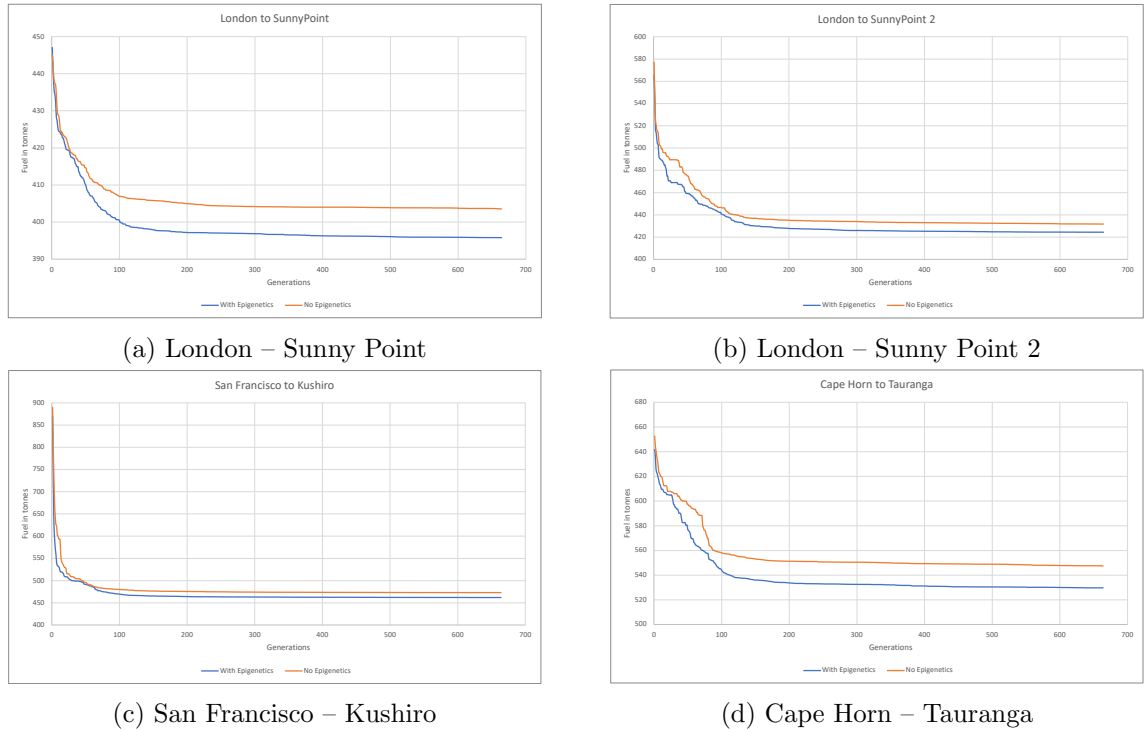 London to SunnyPoint
450
440
430
420
410
400
390
Fuel in tonnes
0 100 200 300 400 500 600 700
Generations
With Epigenetics No Epigenetics
(a) London – Sunny Point
London to SunnyPoint 2
600
580
560
540
520
500
480
460
440
420
400
Fuel in tonnes
0 100 200 300 400 500 600 700
Generations
With Epigenetics No Epigenetics
(b) London – Sunny Point 2
San Francisco to Kushiro
900
850
800
750
700
650
600
550
500
450
400
Fuel in tonnes
0 100 200 300 400 500 600 700
Generations
With Epigenetics No Epigenetics
(c) San Francisco – Kushiro
Cape Horn to Tauranga
680
660
640
620
600
580
560
540
520
500
Fuel in tonnes
0 100 200 300 400 500 600 700
Generations
With Epigenetics No Epigenetics
(d) Cape Horn – Tauranga